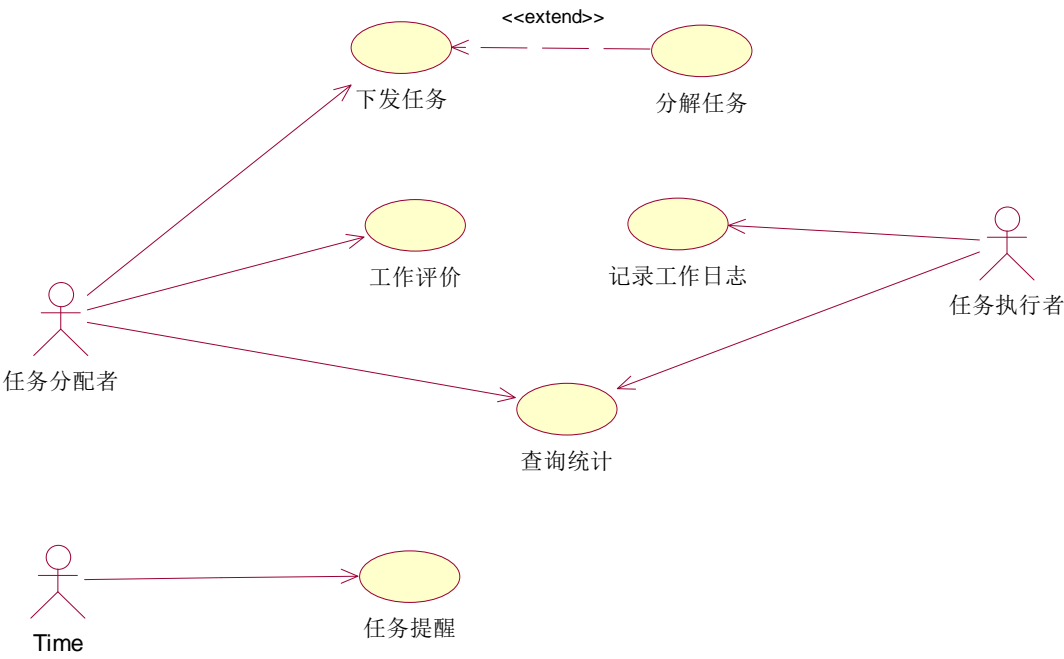 <<extend>>
下发任务
分解任务
工作评价
记录工作日志
任务执行者
任务分配者
查询统计
任务提醒
Time